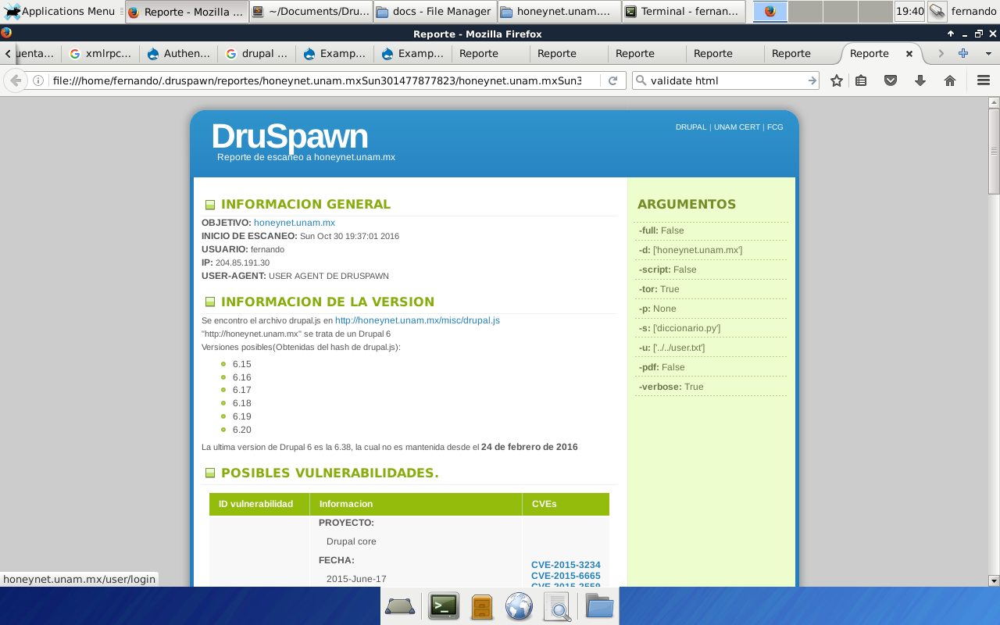 Applications Menu
Reporte - Mozilla ...
~/Documents/Dru...
docs - File Manager
honeynet.unam....
Terminal - fernan...
19:40
fernando
Reporte - Mozilla Firefox
uenta...
xmlrpc...
Authen...
drupal ...
Examp...
Examp...
Reporte
Reporte
Reporte
Reporte
Reporte
Reporte
file:///home/fernando/.druspawn/reportes/honeynet.unam.mxSun301477877823/honeynet.unam.mxSun3
validate html
DruSpawn
DRUPAL | UNAM CERT | FCG
Reporte de escaneo a honeynet.unam.mx
INFORMACION GENERAL
OBJETIVO: honeynet.unam.mx
INICIO DE ESCANEO: Sun Oct 30 19:37:01 2016
USUARIO: fernando
IP: 204.85.191.30
USER-AGENT: USER AGENT DE DRUSPAWN
INFORMACION DE LA VERSION
Se encontro el archivo drupal.js en http://honeynet.unam.mx/misc/drupal.js
"http://honeynet.unam.mx" se trata de un Drupal 6
Versiones posibles(Obtenidas del hash de drupal.js):
6.15
6.16
6.17
6.18
6.19
6.20
La ultima version de Drupal 6 es la 6.38, la cual no es mantenida desde el 24 de febrero de 2016
POSIBLES VULNERABILIDADES.
ID vulnerabilidad Informacion CVEs
PROYECTO:
Drupal core
FECHA:
2015-June-17
CVE-2015-3234
CVE-2015-6665
CVE-2015-2559
ARGUMENTOS
-full: False
-d: ['honeynet.unam.mx']
-script: False
-tor: True
-p: None
-s: ['diccionario.py']
-u: ['../../user.txt']
-pdf: False
-verbose: True
honeynet.unam.mx/user/login